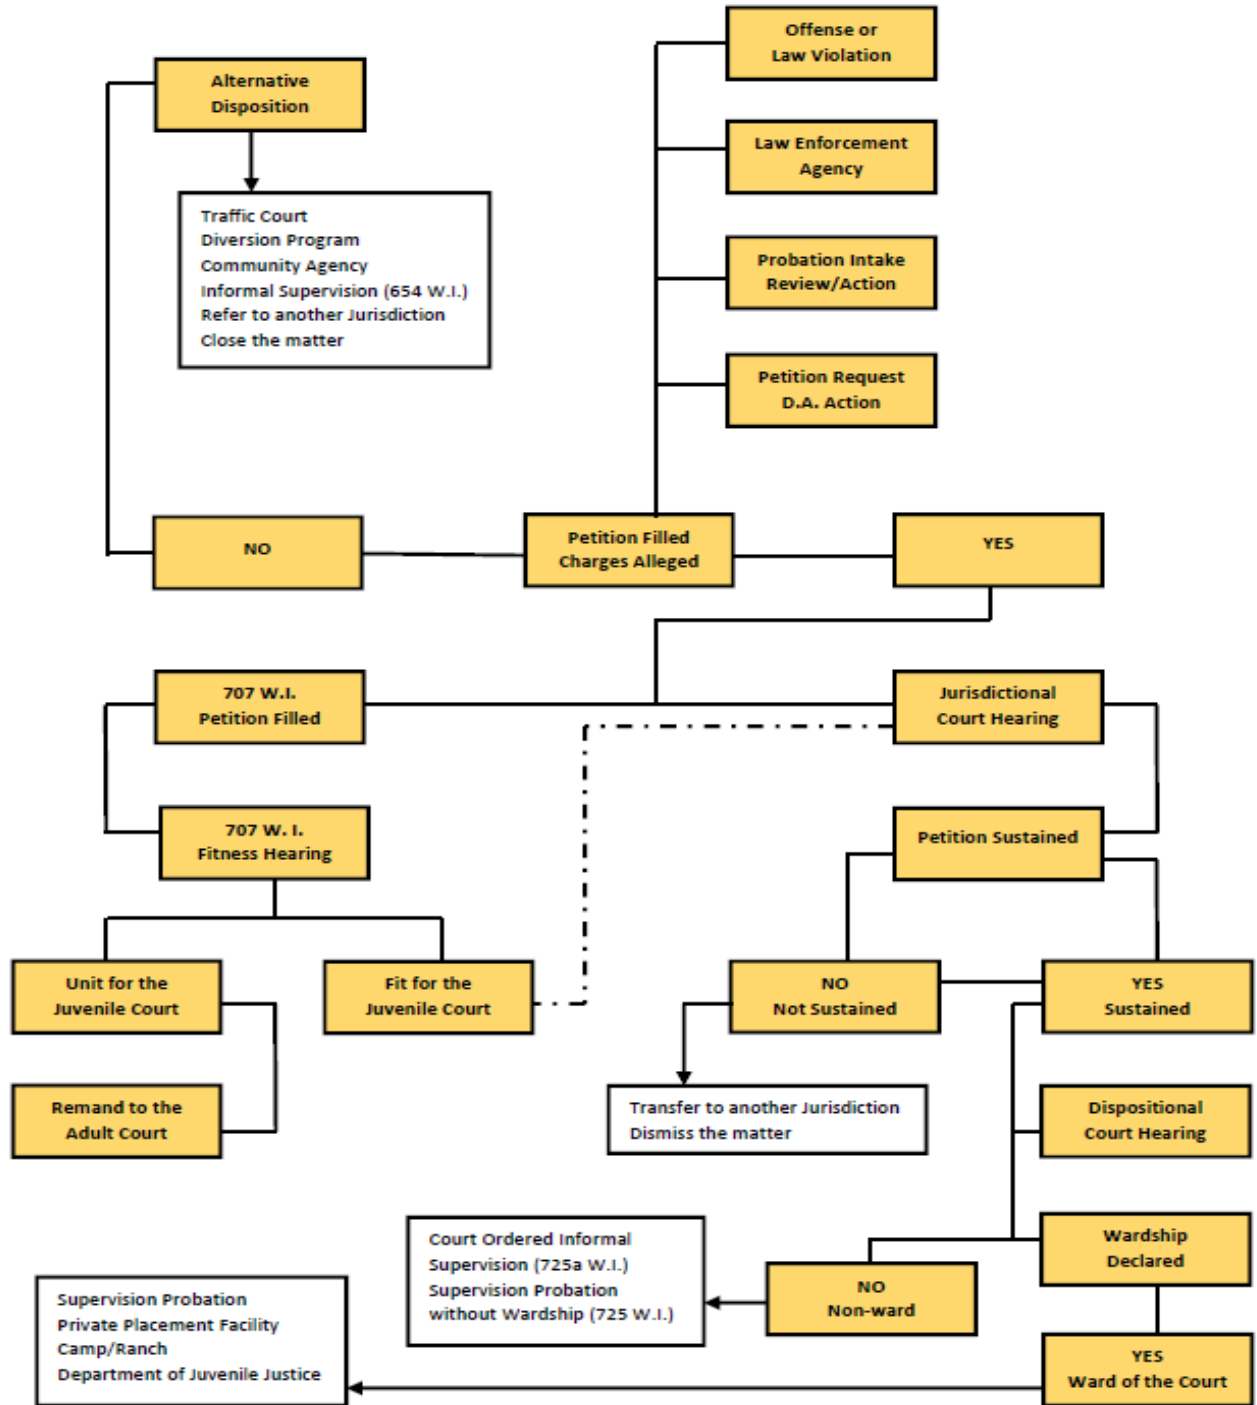 Offense or
Law Violation
Alternative
Disposition
Law Enforcement
Agency
Traffic Court
Diversion Program
Community Agency
Informal Supervision (654 W.I.)
Refer to another Jurisdiction
Close the matter
Probation Intake
Review/Action
Petition Request
D.A. Action
NO
Petition Filled
Charges Alleged
YES
707 W.I.
Petition Filled
Jurisdictional
Court Hearing
707 W. I.
Fitness Hearing
Petition Sustained
Unit for the
Juvenile Court
Fit for the
Juvenile Court
NO
Not Sustained
YES
Sustained
Remand to the
Adult Court
Transfer to another Jurisdiction
Dismiss the matter
Dispositional
Court Hearing
Court Ordered Informal
Supervision (725a W.I.)
Supervision Probation
without Wardship (725 W.I.)
Wardship
Declared
NO
Non-ward
Supervision Probation
Private Placement Facility
Camp/Ranch
Department of Juvenile Justice
YES
Ward of the Court